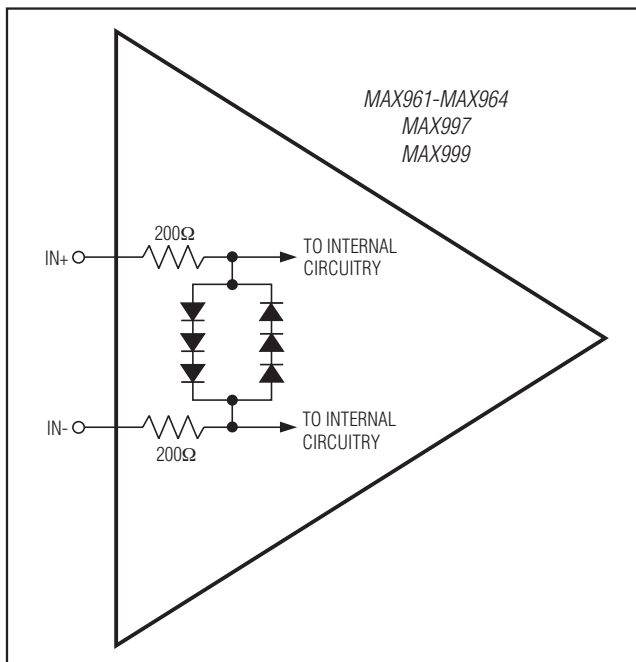 MAX961-MAX964
MAX997
MAX999
200Ω
IN+
TO INTERNAL
CIRCUITRY
IN-
TO INTERNAL
CIRCUITRY
200Ω